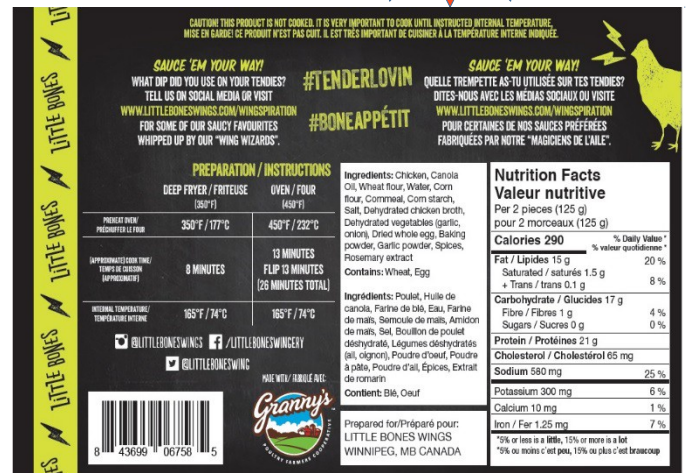 CAUTION! THIS PRODUCT IS NOT COOKED. IT IS VERY IMPORTANT TO COOK UNTIL INSTRUCTED INTERNAL TEMPERATURE.
MISE EN GARDE! CE PRODUIT N'EST PAS CUIT. IL EST TRÈS IMPORTANT DE CUISINER À LA TEMPÉRATURE INTERNE INDIQUÉE.
LITTLE BONES
LITTLE BONES
LITTLE BONES
LITTLE BONES
SAUCE 'EM YOUR WAY!
WHAT DIP DID YOU USE ON YOUR TENDIES?
TELL US ON SOCIAL MEDIA OR VISIT
WWW.LITTLEBONESWINGS.COM/WINGSPIRATION
FOR SOME OF OUR SAUCY FAVOURITES
WHIPPED UP BY OUR "WING WIZARDS".
#TENDERLOVIN
#BONEAPPÉTIT
SAUCE 'EM YOUR WAY!
QUELLE TREMPETTE AS-TU UTILISÉE SUR TES TENDIES?
DITES-NOUS AVEC LES MÉDIAS SOCIAUX OU VISITE
WWW.LITTLEBONESWINGS.COM/WINGSPIRATION
POUR CERTAINES DE NOS SAUCES PRÉFÉRÉES
FABRIQUÉES PAR NOTRE "MAGICIENS DE L'AILE".
PREPARATION / INSTRUCTIONS
DEEP FRYER / FRITEUSE
(350°F)
OVEN / FOUR
(450°F)
PREHEAT OVEN/
PRÉCHUFFER LE FOUR
350°F / 177°C
450°F / 232°C
(APPROXIMATE) COOK TIME/
TEMPS DE CUISSON
(APPROXIMATIF)
8 MINUTES
13 MINUTES
FLIP 13 MINUTES
(26 MINUTES TOTAL)
INTERNAL TEMPERATURE/
TEMPÉRATURE INTERNE
165°F / 74°C
165°F / 74°C
@LITTLEBONESWINGS
/LITTLEBONESWINGERY
@LITTLEBONESWING
MADE WITH/ FABRIQUÉ AVEC:
Granny's
POULTRY FARMERS COOPERATIVE
8 43699 06758 5
Ingredients: Chicken, Canola
Oil, Wheat flour, Water, Corn
flour, Cornmeal, Corn starch,
Salt, Dehydrated chicken broth,
Dehydrated vegetables (garlic,
onion), Dried whole egg, Baking
powder, Garlic powder, Spices,
Rosemary extract
Contains: Wheat, Egg
Ingrédients: Poulet, Huile de
canola, Farine de blé, Eau, Farine
de maïs, Semoule de maïs, Amidon
de maïs, Sel, Bouillon de poulet
déshydraté, Légumes déshydratés
(ail, oignon), Poudre d'oeuf, Poudre
à pâte, Poudre d'ail, Épices, Extrait
de romarin
Contient: Blé, Oeuf
Prepared for/Préparé pour:
LITTLE BONES WINGS
WINNIPEG, MB CANADA
Nutrition Facts
Valeur nutritive
Per 2 pieces (125 g)
pour 2 morceaux (125 g)
Calories 290
% Daily Value *
% valeur quotidienne *
Fat / Lipides 15 g 20 %
Saturated / saturés 1.5 g
+ Trans / trans 0.1 g 8 %
Carbohydrate / Glucides 17 g
Fibre / Fibres 1 g 4 %
Sugars / Sucres 0 g 0 %
Protein / Protéines 21 g
Cholesterol / Cholestérol 65 mg
Sodium 580 mg 25 %
Potassium 300 mg 6 %
Calcium 10 mg 1 %
Iron / Fer 1.25 mg 7 %
*5% or less is a little, 15% or more is a lot
*5% ou moins c'est peu, 15% ou plus c'est beaucoup